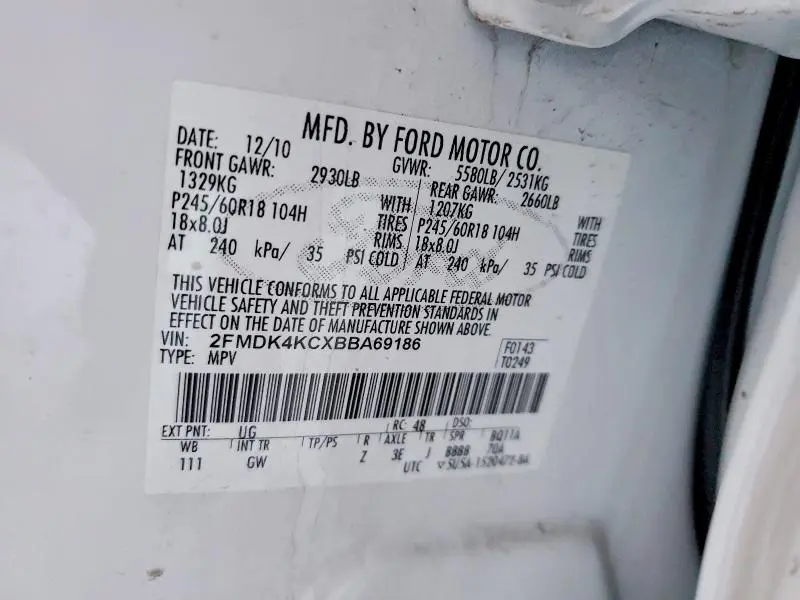 MFD. BY FORD MOTOR CO.
DATE: 12/10 GVWR: 5580LB/2531KG
FRONT GAWR: 2930LB REAR GAWR: 2660LB
1329KG WITH 1207KG WITH
P245/60R18 104H TIRES P245/60R18 104H TIRES
18x8.0J RIMS 18x8.0J RIMS
AT 240 kPa/ 35 PSI COLD AT 240 kPa/ 35 PSI COLD
THIS VEHICLE CONFORMS TO ALL APPLICABLE FEDERAL MOTOR
VEHICLE SAFETY AND THEFT PREVENTION STANDARDS IN
EFFECT ON THE DATE OF MANUFACTURE SHOWN ABOVE.
VIN: 2FMDK4KCXBBA69186 F0143
TYPE: MPV T0249
EXT PNT: UG RC: 48 DSO:
WB INT TR TP/PS R AXLE TR SPR BQ11A
111 GW Z 3E J BBBB 70A
UTC